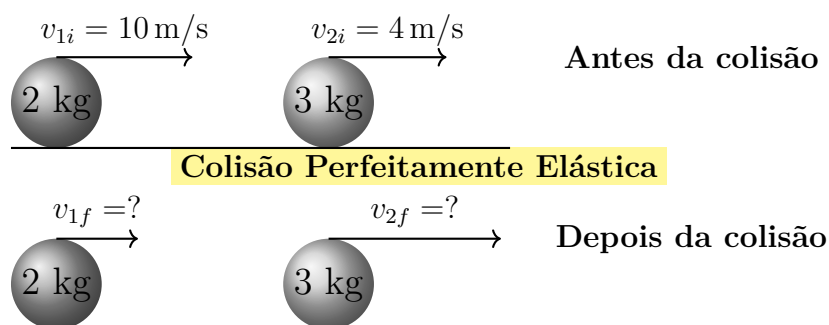 v₁ᵢ = 10 m/s v₂ᵢ = 4 m/s
Antes da colisão
2 kg 3 kg
Colisão Perfeitamente Elástica
v₁f =? v₂f =?
Depois da colisão
2 kg 3 kg